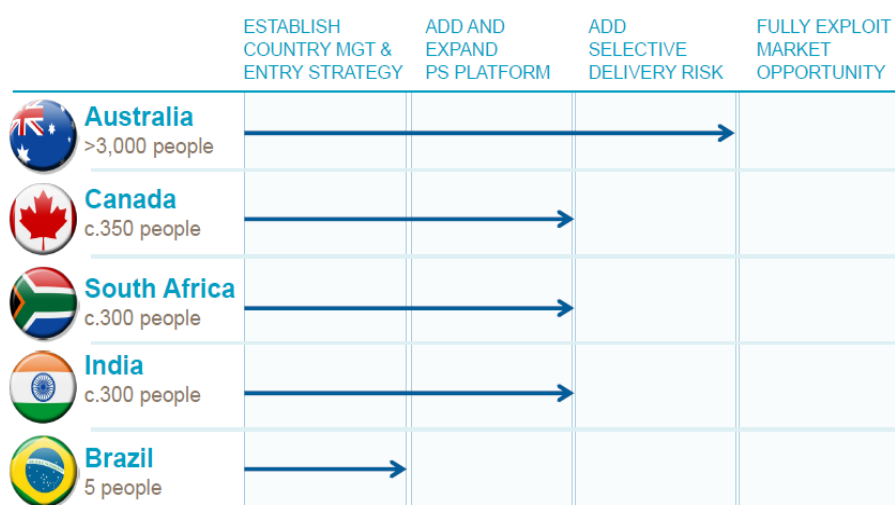 ESTABLISH
COUNTRY MGT &
ENTRY STRATEGY
ADD AND
EXPAND
PS PLATFORM
ADD
SELECTIVE
DELIVERY RISK
FULLY EXPLOIT
MARKET
OPPORTUNITY
Australia
>3,000 people
Canada
c.350 people
South Africa
c.300 people
India
c.300 people
Brazil
5 people